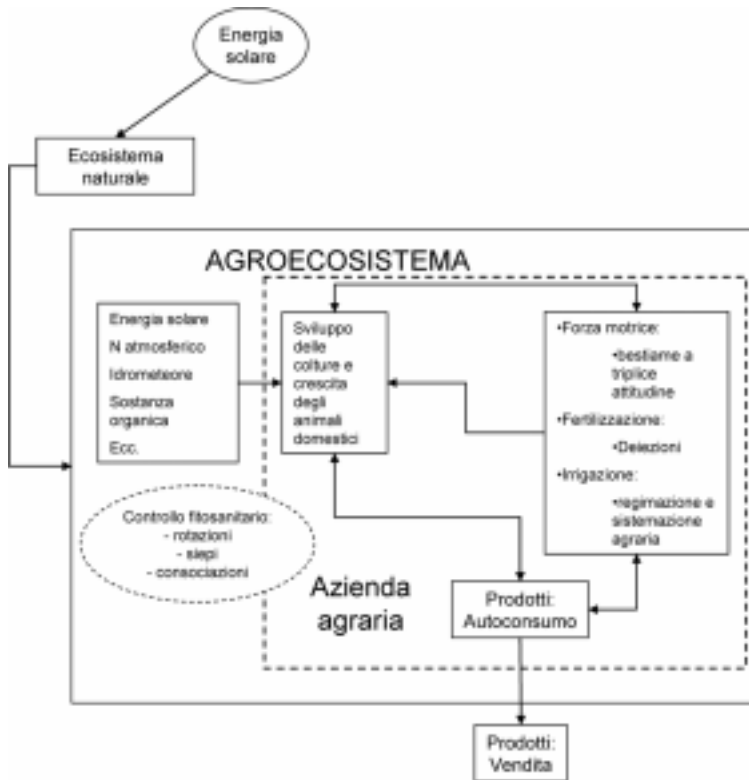 Energia
solare
Ecosistema
naturale
AGROECOSISTEMA
Energia solare
N atmosferico
Idrometeore
Sostanza
organica
Ecc.
Sviluppo
delle
colture e
crescita
degli
animali
domestici
•Forza motrice:
•bestiame a
triplice
attitudine
•Fertilizzazione:
•Deiezioni
•Irrigazione:
•regimazione e
sistemazione
agraria
Controllo fitosanitario:
- rotazioni
- siepi
- consociazioni
Azienda
agraria
Prodotti:
Autoconsumo
Prodotti:
Vendita